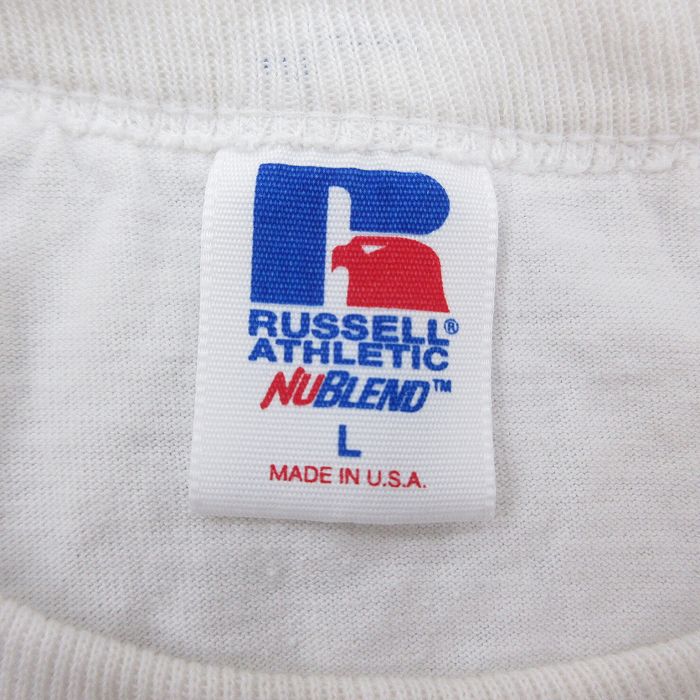 RUSSELL®
ATHLETIC
NUBLEND™
L
MADE IN U.S.A.